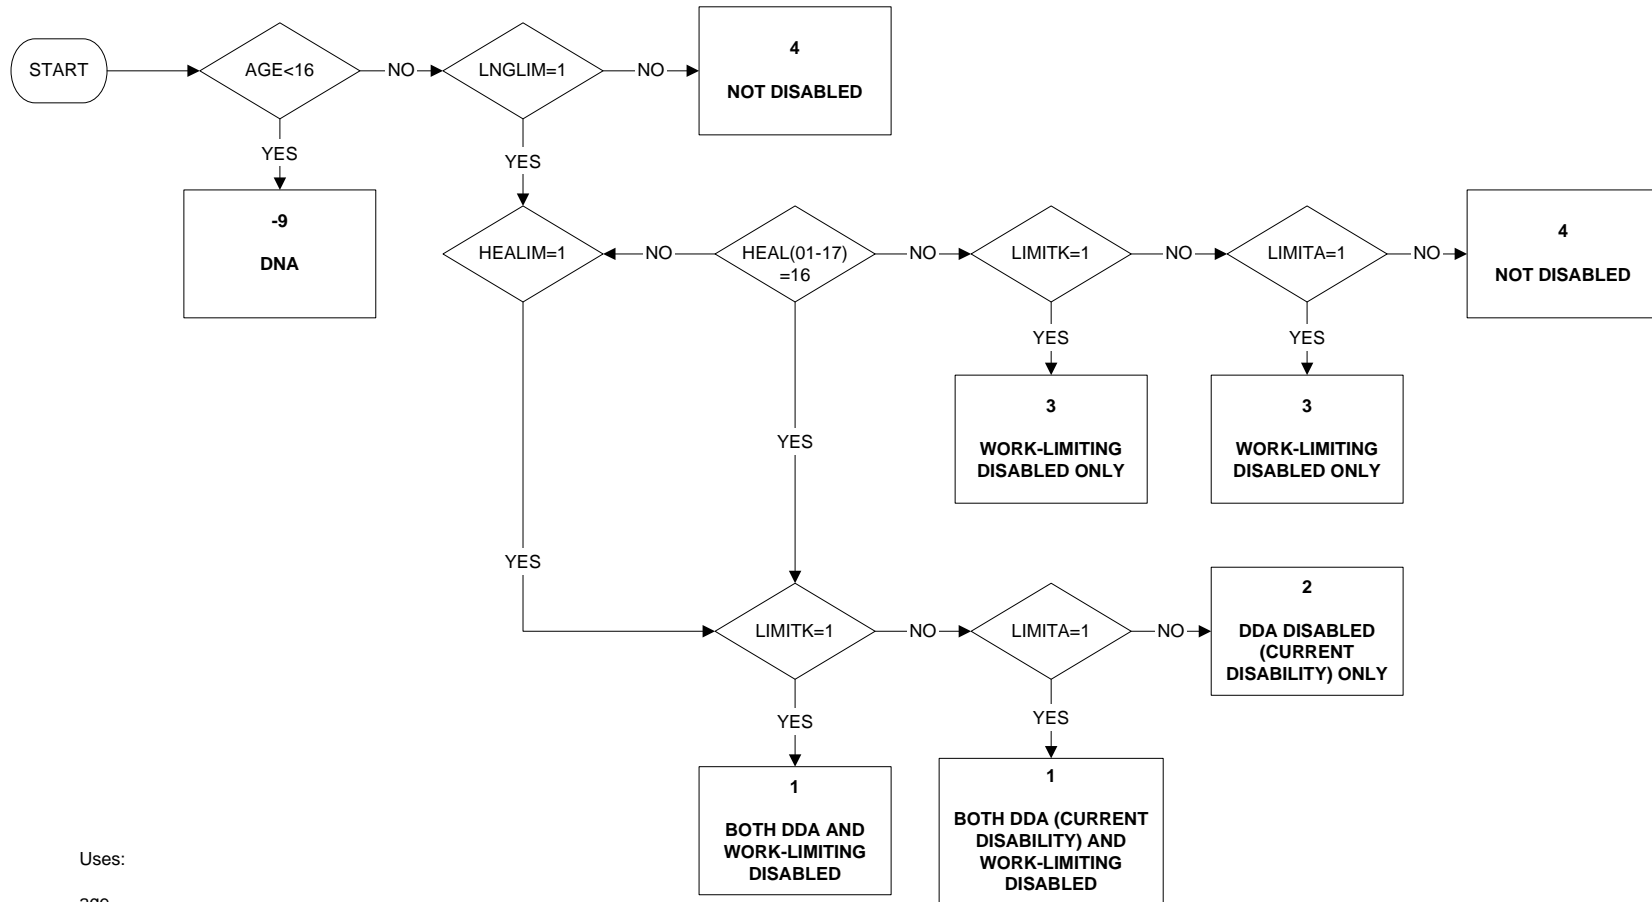 START
AGE<16
NO
LNGLIM=1
NO
4
NOT DISABLED
YES
YES
-9
DNA
HEALIM=1
NO
HEAL(01-17)
=16
NO
LIMITK=1
NO
LIMITA=1
NO
4
NOT DISABLED
YES
YES
3
WORK-LIMITING
DISABLED ONLY
3
WORK-LIMITING
DISABLED ONLY
YES
YES
LIMITK=1
NO
LIMITA=1
NO
2
DDA DISABLED
(CURRENT
DISABILITY) ONLY
YES
YES
1
BOTH DDA AND
WORK-LIMITING
DISABLED
1
BOTH DDA (CURRENT
DISABILITY) AND
WORK-LIMITING
DISABLED
Uses:
age